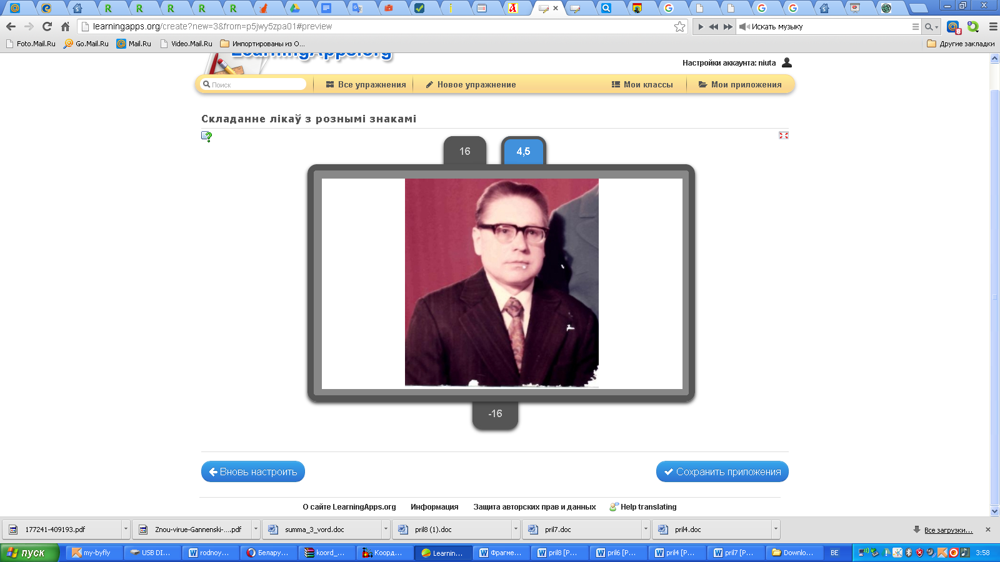 learningapps.org/create?new=3&from=p5jwy5zpa01#preview
Искать музыку
Foto.Mail.Ru
Go.Mail.Ru
Mail.Ru
Video.Mail.Ru
Импортированы из О...
Другие закладки
LearningApps.org
Настройки аккаунта: niuta
Поиск
Все упражнения
Новое упражнение
Мои классы
Мои приложения
Складанне лікаў з рознымі знакамі
16
4,5
-16
Вновь настроить
Сохранить приложения
О сайте LearningApps.org
Информация
Защита авторских прав и данных
Help translating
177241-409193.pdf
Znou-virue-Gannenski-....pdf
summa_3_vord.doc
pril8 (1).doc
pril7.doc
pril4.doc
Все загрузки...
пуск
my-byfly
USB DI...
rodnoy...
Белару...
koord_...
Коорд...
Learnin...
Фрагме...
pril8 [Р...
pril6 [Р...
pril4 [Р...
pril7 [Р...
Downlo...
BE
3:58